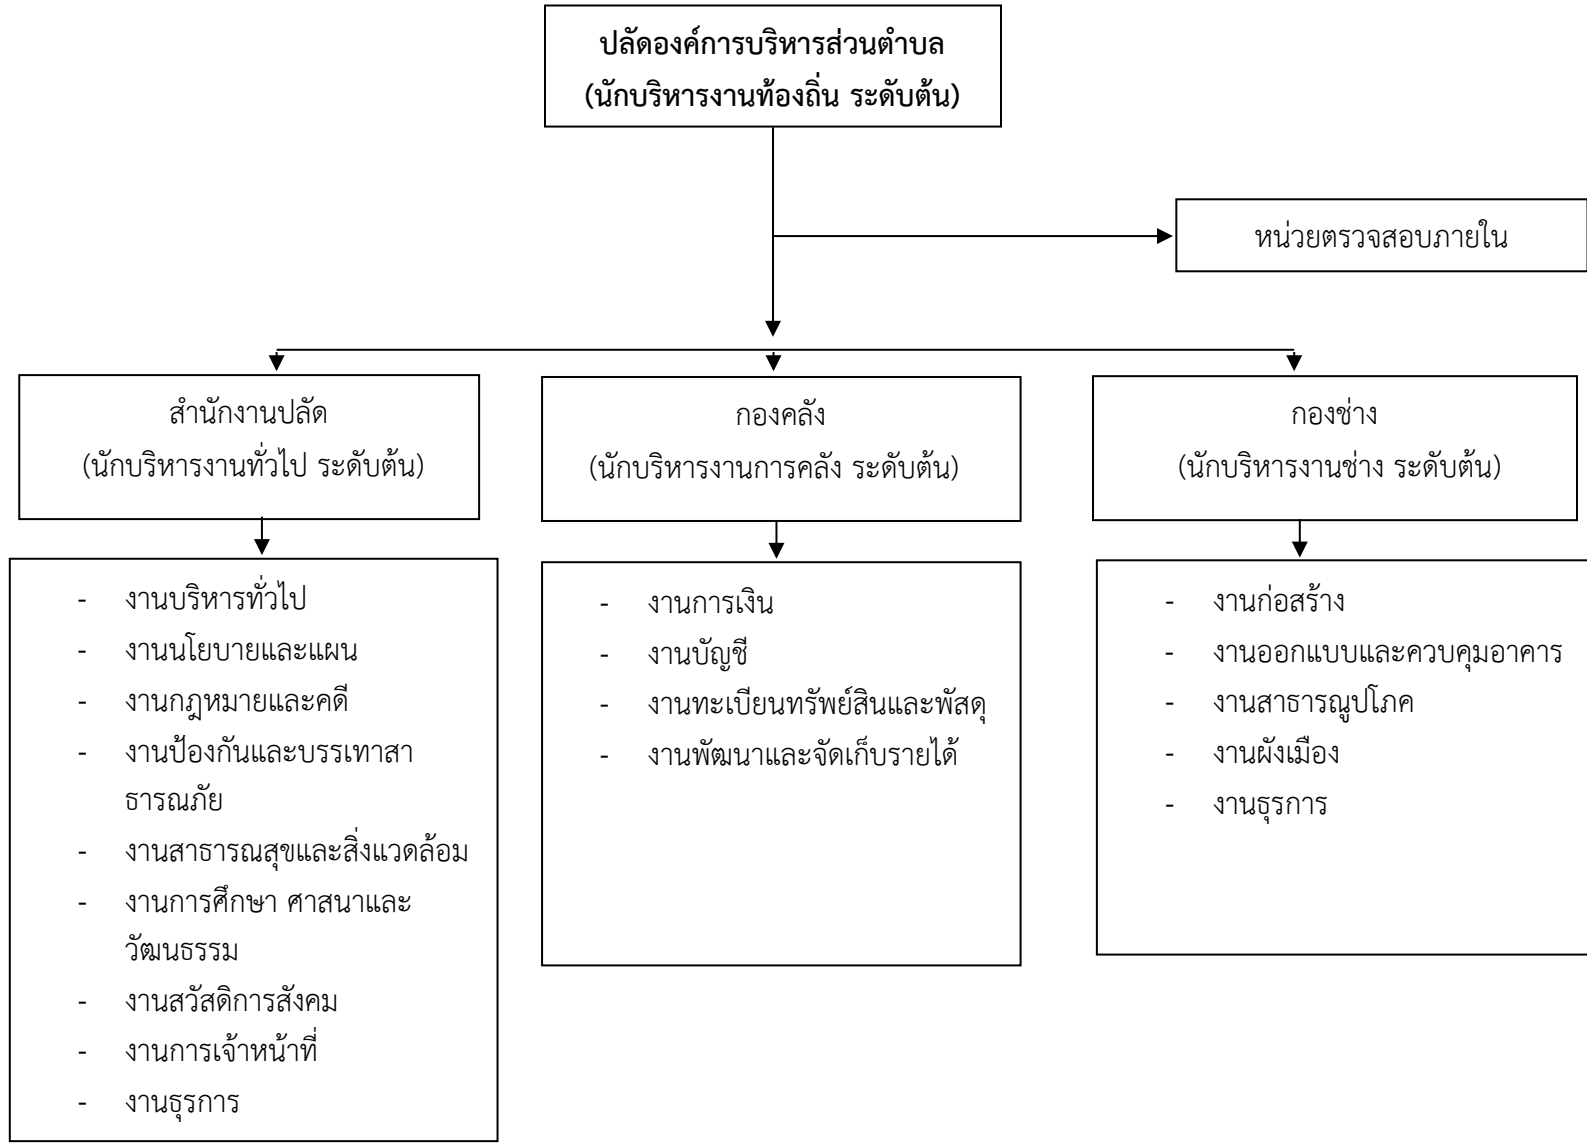 ปลัดองค์การบริหารส่วนตำบล
(นักบริหารงานท้องถิ่น ระดับต้น)
หน่วยตรวจสอบภายใน
สำนักงานปลัด
(นักบริหารงานทั่วไป ระดับต้น)
กองคลัง
(นักบริหารงานการคลัง ระดับต้น)
กองช่าง
(นักบริหารงานช่าง ระดับต้น)
- งานบริหารทั่วไป
- งานนโยบายและแผน
- งานกฎหมายและคดี
- งานป้องกันและบรรเทาสา
ธารณภัย
- งานสาธารณสุขและสิ่งแวดล้อม
- งานการศึกษา ศาสนาและ
วัฒนธรรม
- งานสวัสดิการสังคม
- งานการเจ้าหน้าที่
- งานธุรการ
- งานการเงิน
- งานบัญชี
- งานทะเบียนทรัพย์สินและพัสดุ
- งานพัฒนาและจัดเก็บรายได้
- งานก่อสร้าง
- งานออกแบบและควบคุมอาคาร
- งานสาธารณูปโภค
- งานผังเมือง
- งานธุรการ